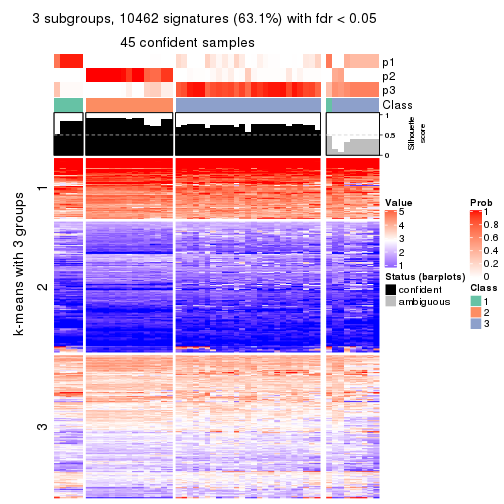 3 subgroups, 10462 signatures (63.1%) with fdr < 0.05
45 confident samples
p1
p2
p3
Class
1
0.5
0
Silhouette
score
k-means with 3 groups
1
2
3
Value
5
4
3
2
1
Status (barplots)
confident
ambiguous
Prob
1
0.8
0.6
0.4
0.2
0
Class
1
2
3